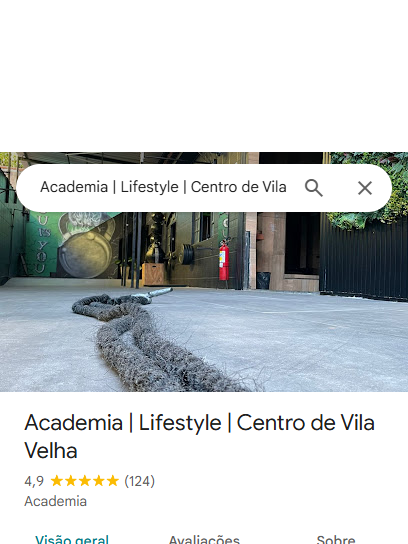 Academia | Lifestyle | Centro de Vila
YOU
Academia | Lifestyle | Centro de Vila
Velha
4,9 (124)
Academia
Visão geral Avaliações Sobre